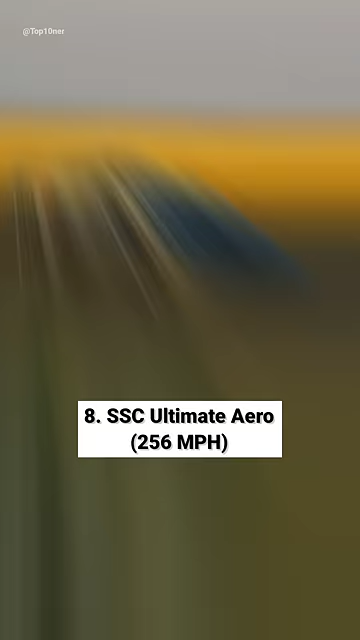 @Top10ner
8. SSC Ultimate Aero
(256 MPH)